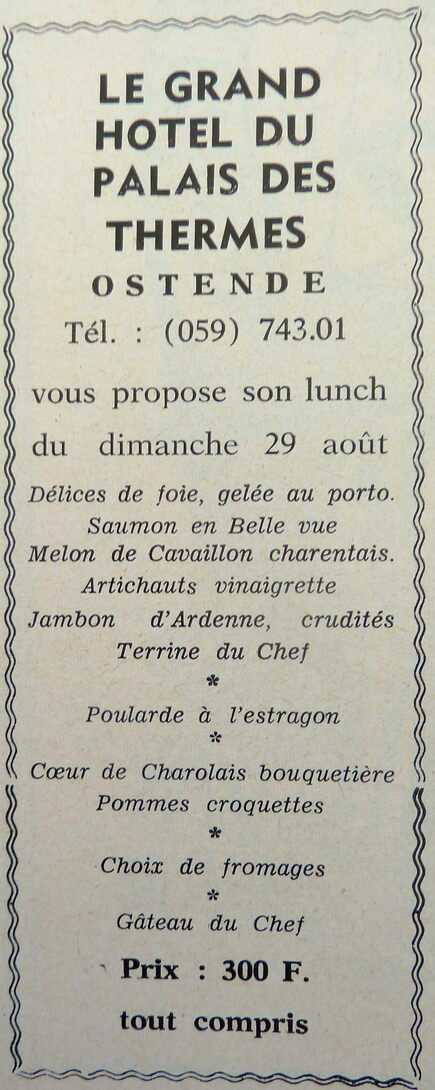 LE GRAND
HOTEL DU
PALAIS DES
THERMES
OSTENDE
Tél. : (059) 743.01
vous propose son lunch
du dimanche 29 août
Délices de foie, gelée au porto.
Saumon en Belle vue
Melon de Cavaillon charentais.
Artichauts vinaigrette
Jambon d'Ardenne, crudités
Terrine du Chef
*
Poularde à l'estragon
*
Cœur de Charolais bouquetière
Pommes croquettes
*
Choix de fromages
*
Gâteau du Chef
Prix : 300 F.
tout compris